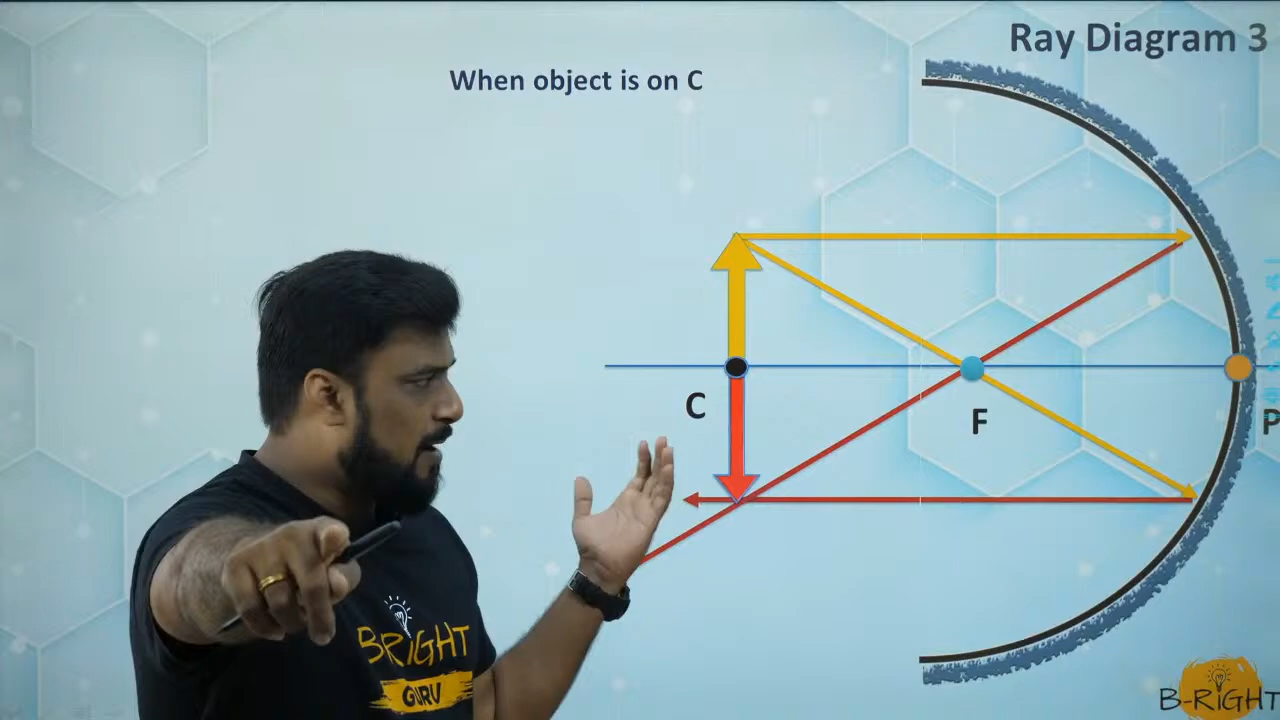 Ray Diagram 3
When object is on C
C
F
P
BRIGHT
GURU
B-RIGHT